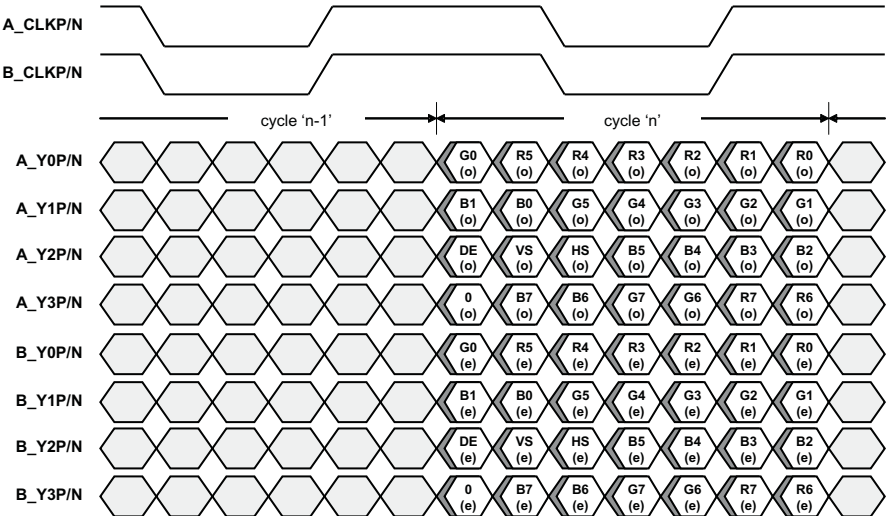 A_CLKP/N
B_CLKP/N
cycle ‘n-1’ cycle ‘n’
A_Y0P/N G0 R5 R4 R3 R2 R1 R0
(o) (o) (o) (o) (o) (o) (o)
A_Y1P/N B1 B0 G5 G4 G3 G2 G1
(o) (o) (o) (o) (o) (o) (o)
A_Y2P/N DE VS HS B5 B4 B3 B2
(o) (o) (o) (o) (o) (o) (o)
A_Y3P/N 0 B7 B6 G7 G6 R7 R6
(o) (o) (o) (o) (o) (o) (o)
B_Y0P/N G0 R5 R4 R3 R2 R1 R0
(e) (e) (e) (e) (e) (e) (e)
B_Y1P/N B1 B0 G5 G4 G3 G2 G1
(e) (e) (e) (e) (e) (e) (e)
B_Y2P/N DE VS HS B5 B4 B3 B2
(e) (e) (e) (e) (e) (e) (e)
B_Y3P/N 0 B7 B6 G7 G6 R7 R6
(e) (e) (e) (e) (e) (e) (e)